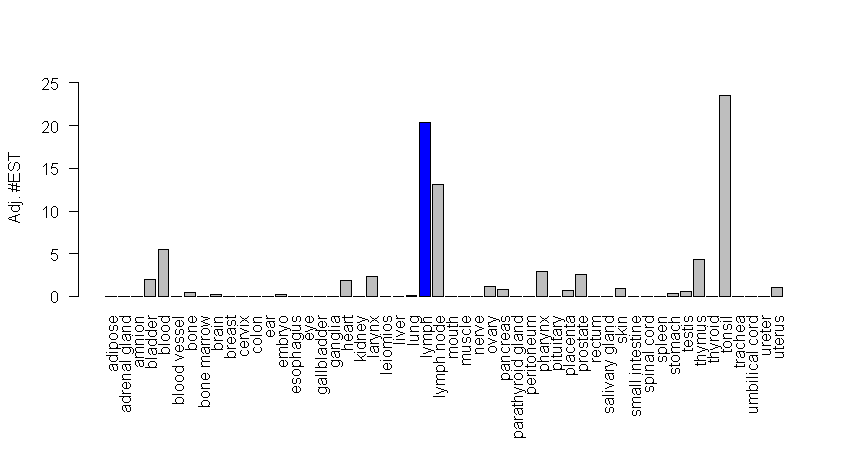 25
20
15
10
5
0
Adj. #EST
adipose
adrenal gland
amnion
bladder
blood
blood vessel
bone
bone marrow
brain
breast
cervix
colon
ear
embryo
esophagus
eye
gallbladder
ganglia
heart
kidney
larynx
leiomios
liver
lung
lymph
lymph node
mouth
muscle
nerve
ovary
pancreas
parathyroid gland
peritoneum
pharynx
pituitary
placenta
prostate
rectum
salivary gland
skin
small intestine
spinal cord
spleen
stomach
testis
thymus
thyroid
tonsil
trachea
umbilical cord
ureter
uterus